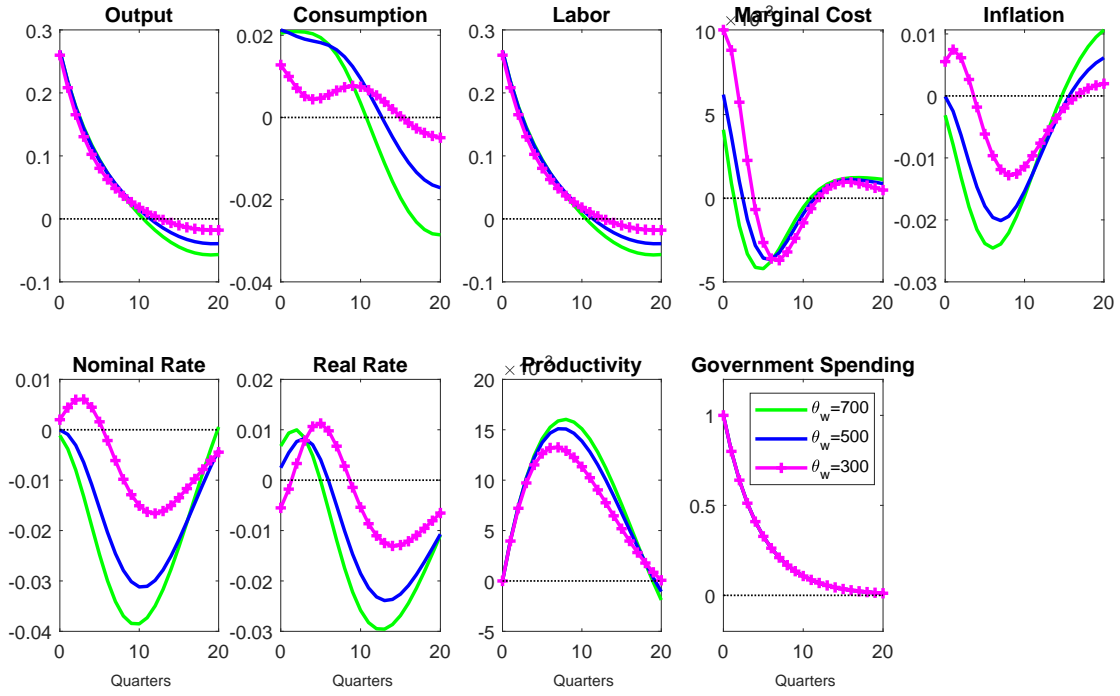 Output
0.3
0.2
0.1
0
-0.1
0 10 20
Consumption
0.02
0
-0.02
-0.04
0 10 20
Labor
0.3
0.2
0.1
0
-0.1
0 10 20
Marginal Cost
× 10-3
10
5
0
-5
0 10 20
Inflation
0.01
0
-0.01
-0.02
-0.03
0 10 20
Nominal Rate
0.01
0
-0.01
-0.02
-0.03
-0.04
0 10 20
Quarters
Real Rate
0.02
0.01
0
-0.01
-0.02
-0.03
0 10 20
Quarters
Productivity
× 10-3
20
15
10
5
0
-5
0 10 20
Quarters
Government Spending
1
0.5
0
θw=700
θw=500
θw=300
0 10 20
Quarters